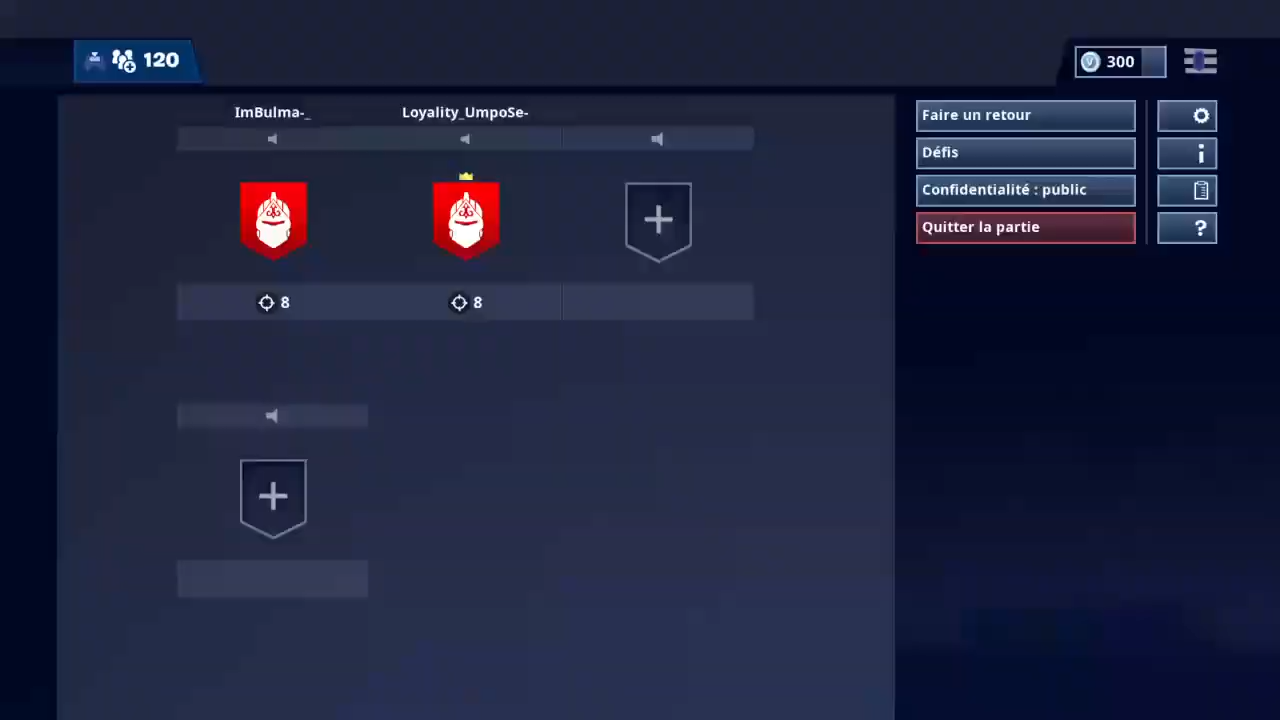 120
300
ImBulma-_
Loyality_UmpoSe-
8
8
Faire un retour
Défis
Confidentialité : public
Quitter la partie